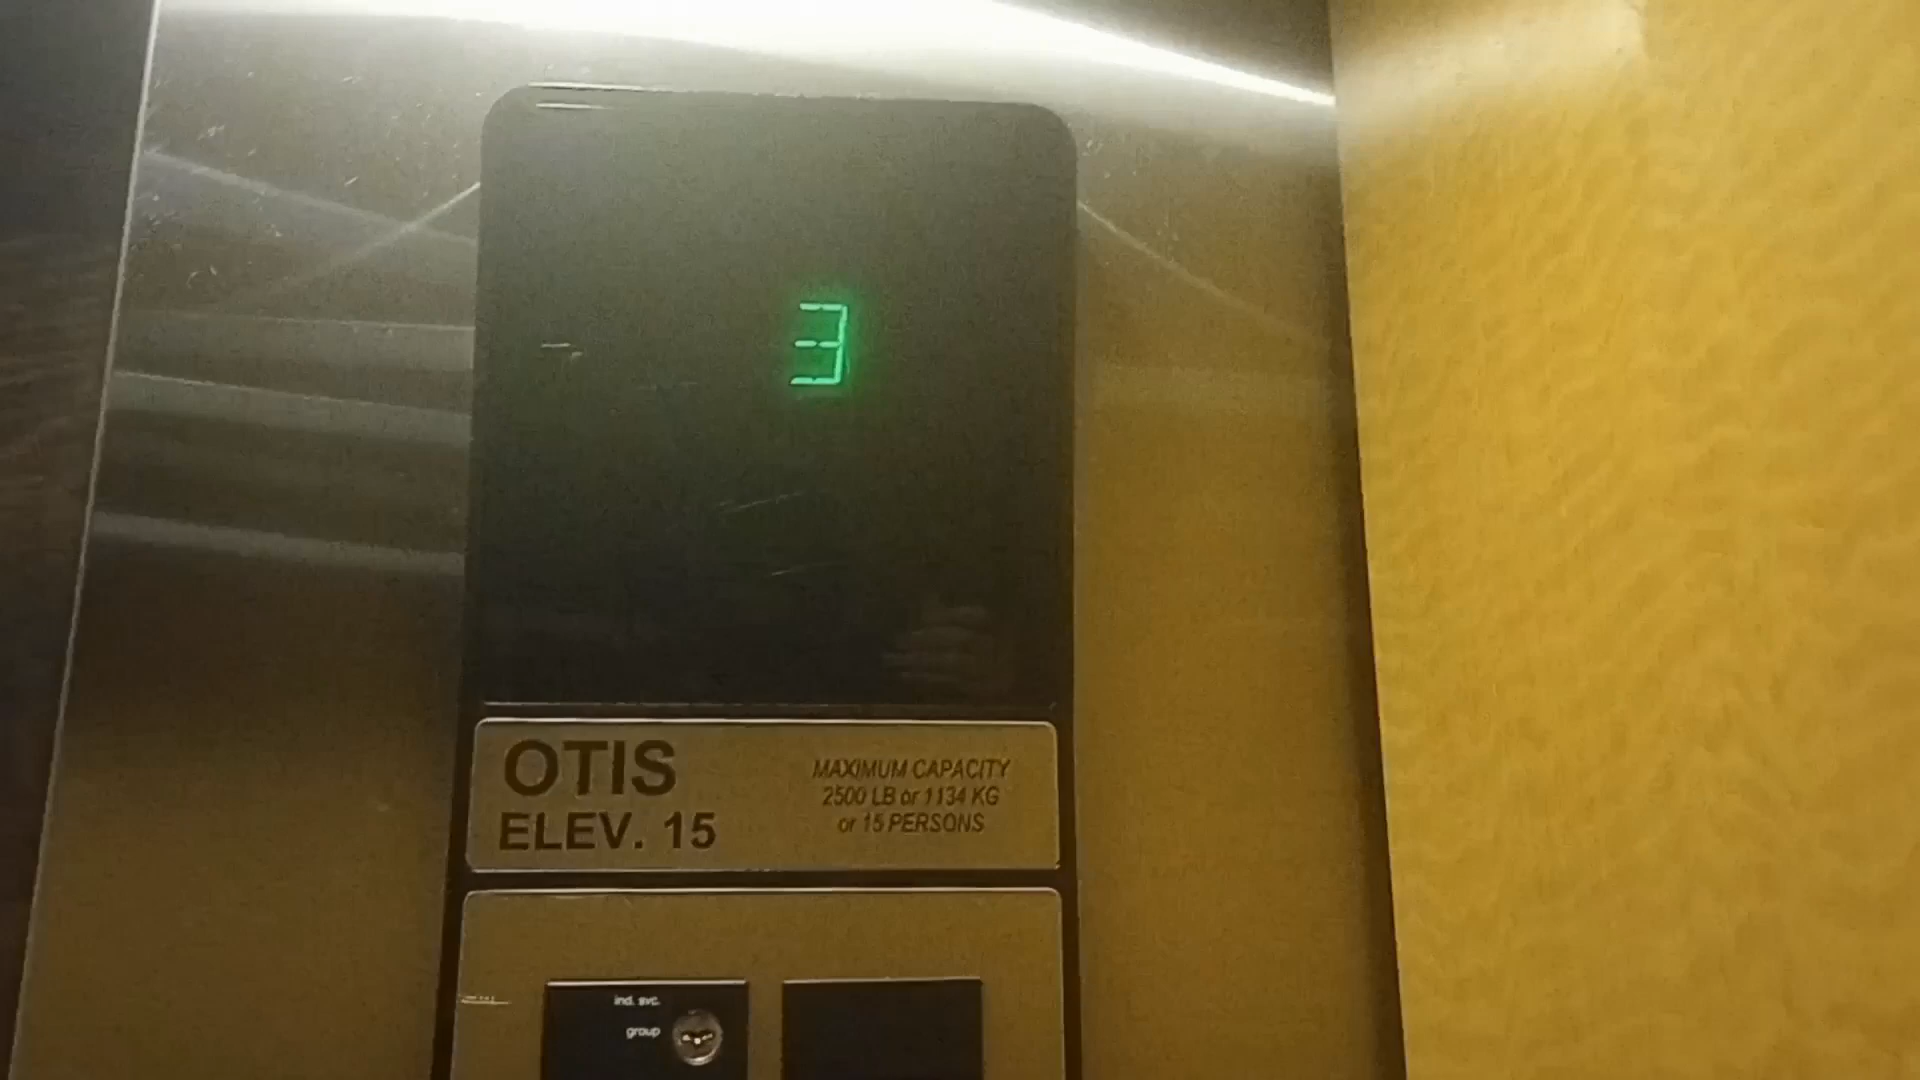 3
OTIS
ELEV. 15
MAXIMUM CAPACITY
2500 LB or 1134 KG
or 15 PERSONS
ind. svc.
group